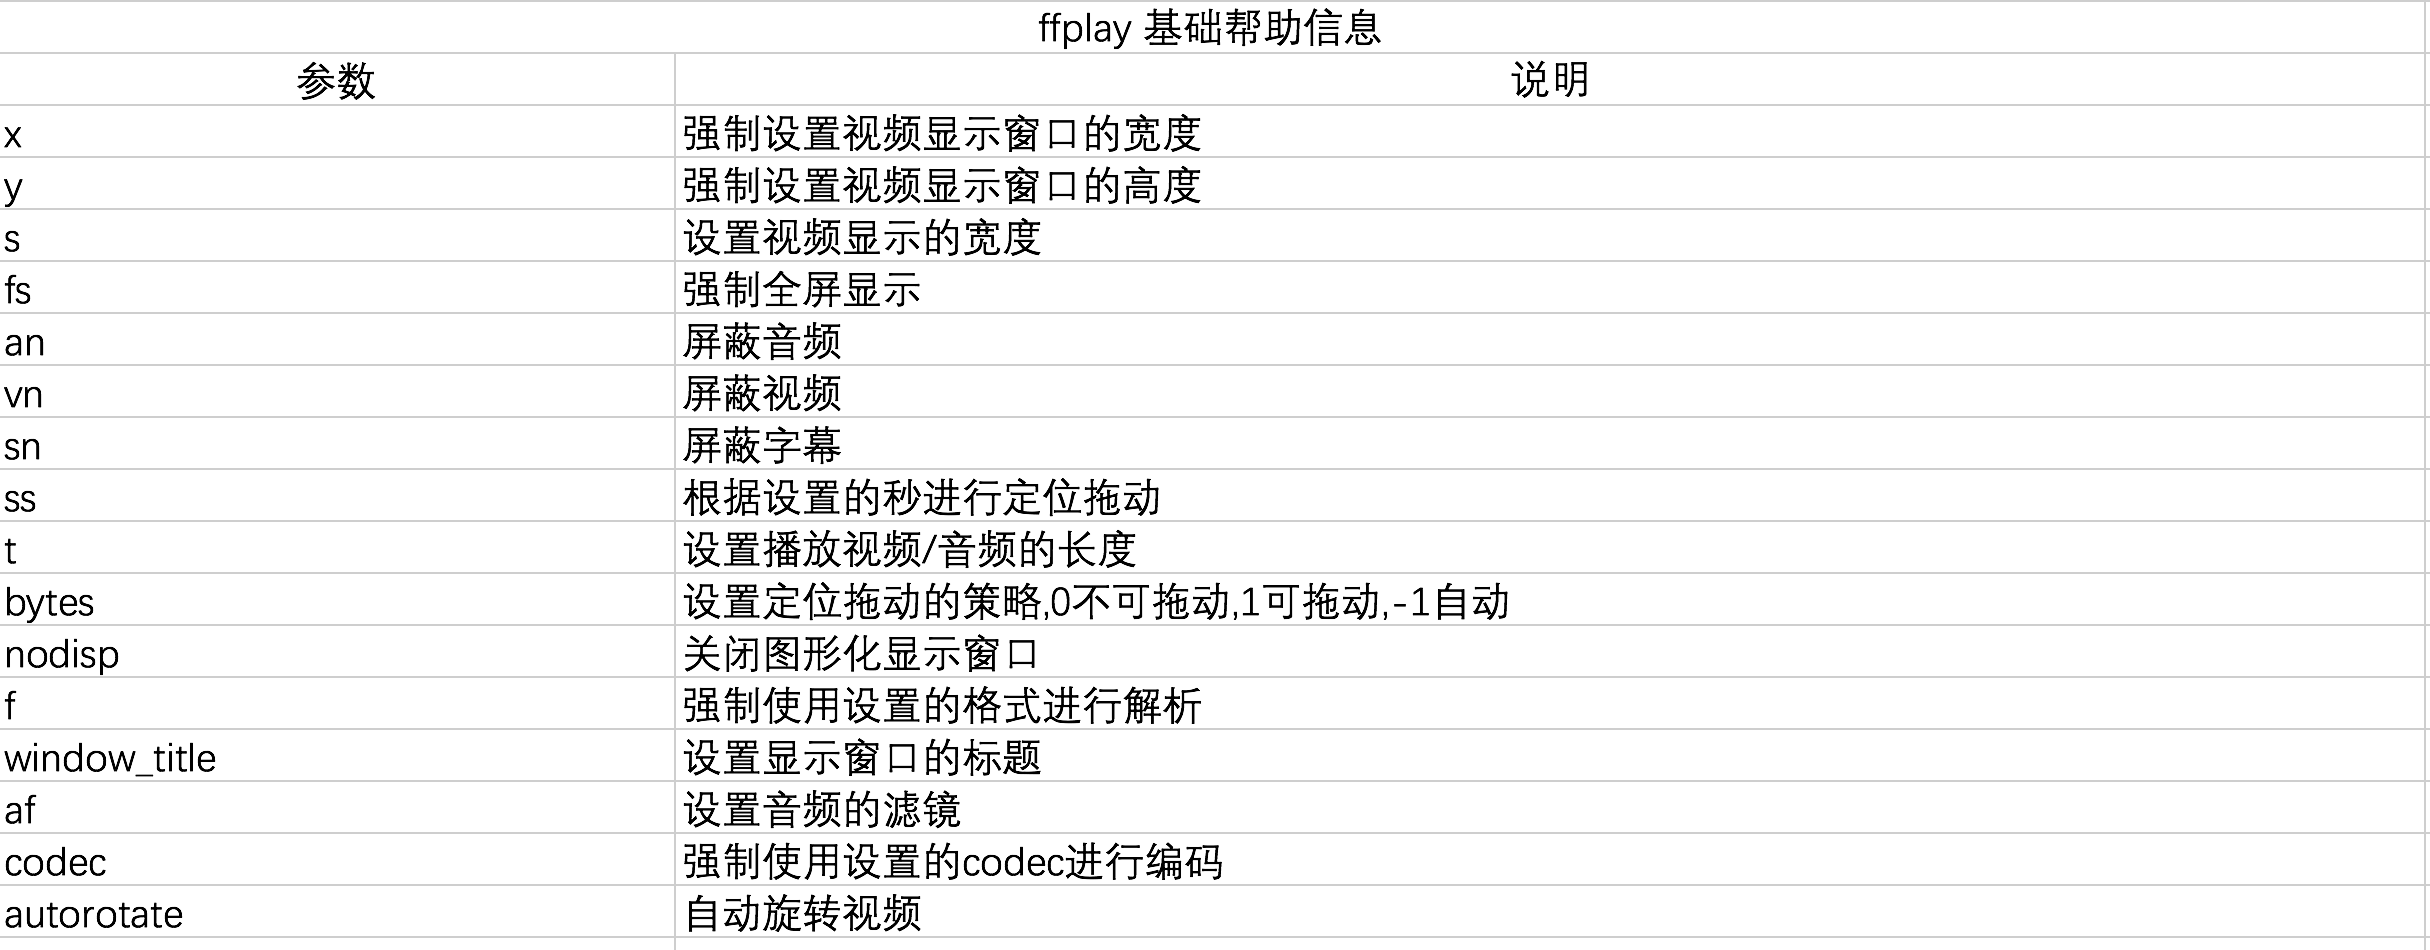 ffplay 基础帮助信息
参数 说明
x 强制设置视频显示窗口的宽度
y 强制设置视频显示窗口的高度
s 设置视频显示的宽度
fs 强制全屏显示
an 屏蔽音频
vn 屏蔽视频
sn 屏蔽字幕
ss 根据设置的秒进行定位拖动
t 设置播放视频/音频的长度
bytes 设置定位拖动的策略,0不可拖动,1可拖动,-1自动
nodisp 关闭图形化显示窗口
f 强制使用设置的格式进行解析
window_title 设置显示窗口的标题
af 设置音频的滤镜
codec 强制使用设置的codec进行编码
autorotate 自动旋转视频